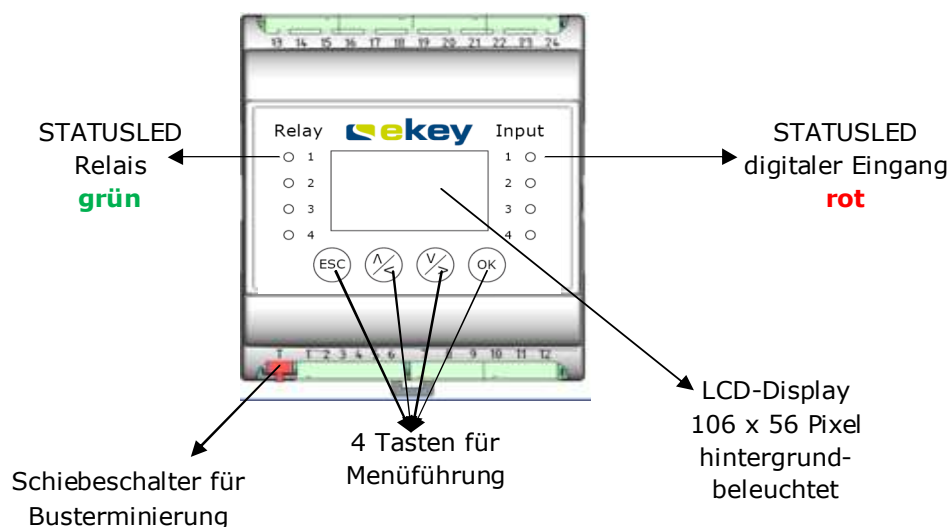 13 14 15 16 17 18 19 20 21 22 23 24
STATUSLED
Relais
grün
Relay
ekey
Input
1
2
3
4
1
2
3
4
STATUSLED
digitaler Eingang
rot
ESC
OK
T 1 2 3 4 5 6 7 8 9 10 11 12
LCD-Display
106 x 56 Pixel
hintergrund-
beleuchtet
4 Tasten für
Menüführung
Schiebeschalter für
Busterminierung